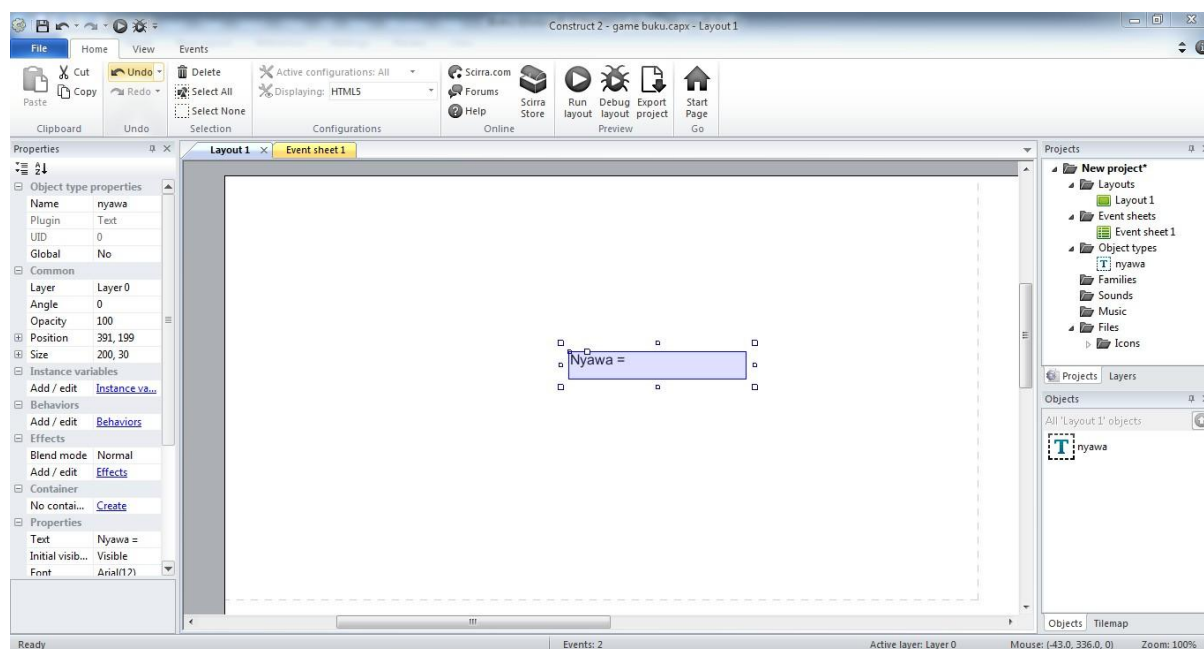 Construct 2 - game buku.capx - Layout 1
File Home View Events
Cut
Copy
Paste
Clipboard
Undo
Redo
Undo
Delete
Select All
Select None
Selection
Active configurations: All
Displaying: HTML5
Configurations
Scirra.com
Forums
Help
Scirra Store
Online
Run layout
Debug layout
Export project
Preview
Start Page
Go
Properties
Object type properties
Name nyawa
Plugin Text
UID 0
Global No
Common
Layer Layer 0
Angle 0
Opacity 100
Position 391, 199
Size 200, 30
Instance variables
Add / edit Instance va...
Behaviors
Add / edit Behaviors
Effects
Blend mode Normal
Add / edit Effects
Container
No contai... Create
Properties
Text Nyawa =
Initial visib... Visible
Font Arial(12)
Layout 1 Event sheet 1
Nyawa =
Projects
New project*
Layouts
Layout 1
Event sheets
Event sheet 1
Object types
T nyawa
Families
Sounds
Music
Files
Icons
Projects Layers
Objects
All 'Layout 1' objects
T nyawa
Objects Tilemap
Ready Events: 2 Active layer: Layer 0 Mouse: (-43.0, 336.0, 0) Zoom: 100%